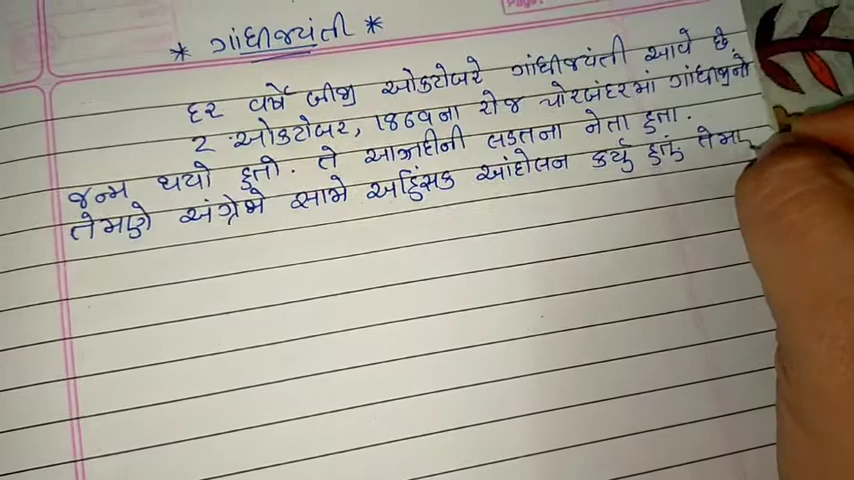 * ગાંધીજયંતી *
Page:
દર વર્ષે બીજી ઓક્ટોબરે ગાંધીજયંતી આવે છે.
2 ઓક્ટોબર, 1869ના રોજ પોરબંદરમાં ગાંધીજીનો
જન્મ થયો હતો. તે આઝાદીની લડતના નેતા હતા.
તેમણે અંગ્રેજો સામે અહિંસક આંદોલન કર્યું હતું. તેમ